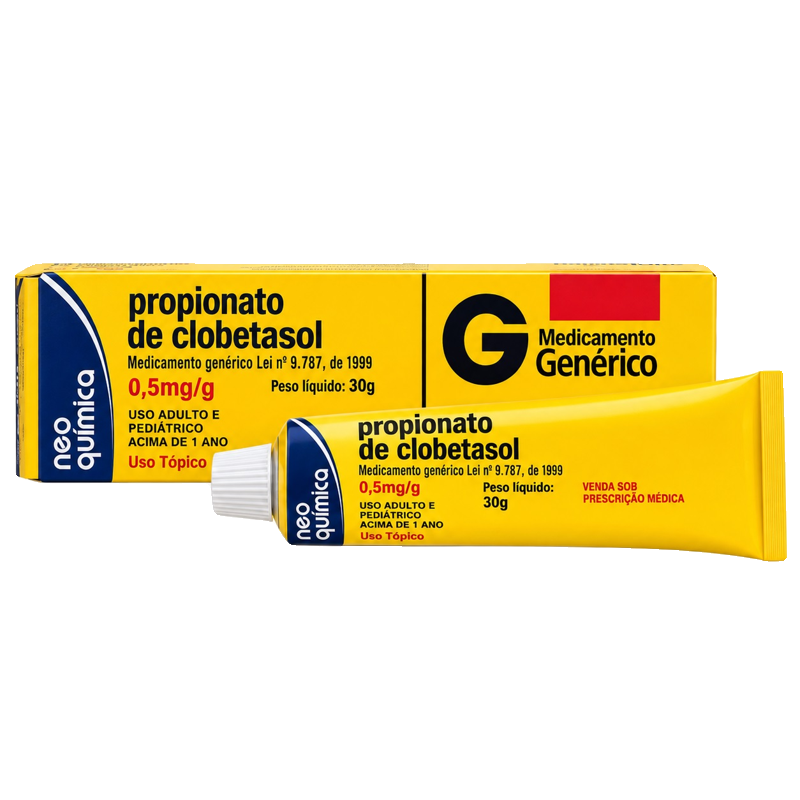 propionato
de clobetasol
Medicamento genérico Lei nº 9.787, de 1999
0,5mg/g
Peso líquido: 30g
USO ADULTO E
PEDIÁTRICO
ACIMA DE 1 ANO
Uso Tópico
neo
química
G
Medicamento
Genérico
propionato
de clobetasol
Medicamento genérico Lei nº 9.787, de 1999
0,5mg/g
Peso líquido:
30g
USO ADULTO E
PEDIÁTRICO
ACIMA DE 1 ANO
Uso Tópico
VENDA SOB
PRESCRIÇÃO MÉDICA
neo
química